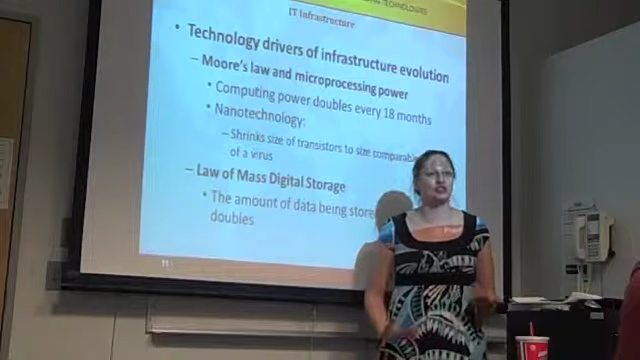 TECHNOLOGIES
IT Infrastructure
• Technology drivers of infrastructure evolution
– Moore's law and microprocessing power
• Computing power doubles every 18 months
• Nanotechnology:
– Shrinks size of transistors to size
of a virus
– Law of Mass Digital Storage
• The amount of data being
doubles
11